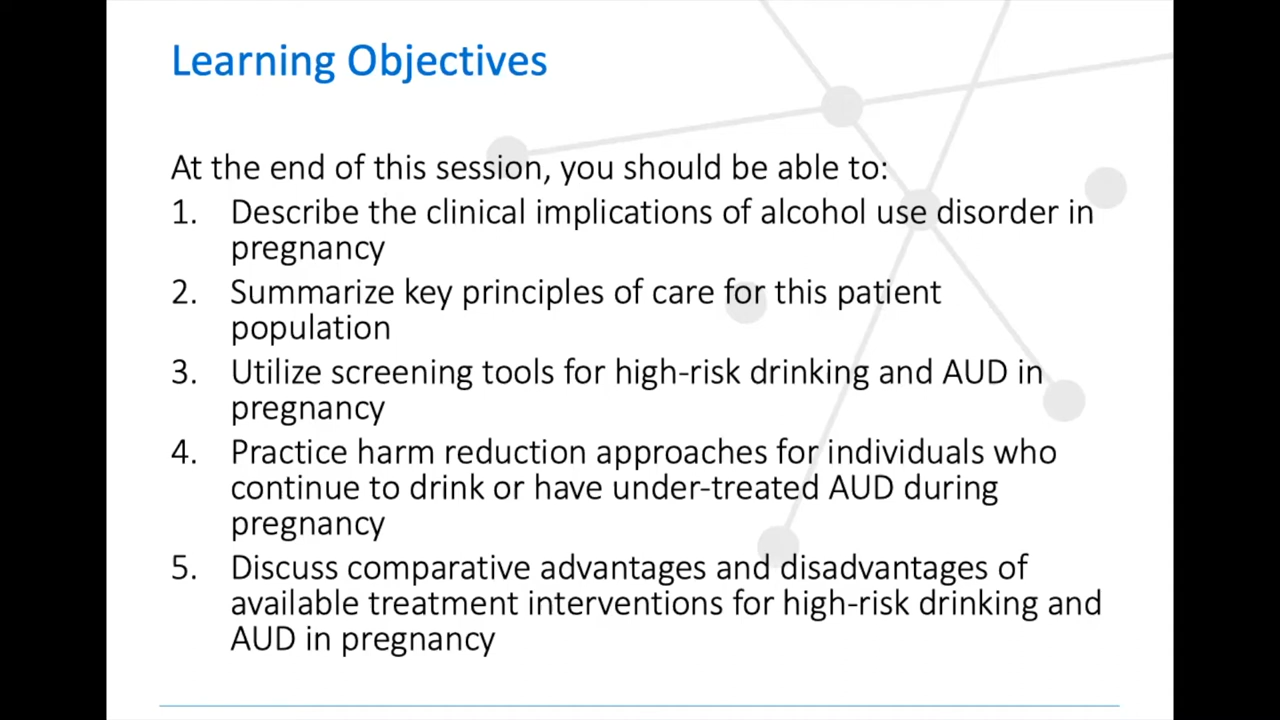 Learning Objectives
At the end of this session, you should be able to:
1. Describe the clinical implications of alcohol use disorder in
pregnancy
2. Summarize key principles of care for this patient
population
3. Utilize screening tools for high-risk drinking and AUD in
pregnancy
4. Practice harm reduction approaches for individuals who
continue to drink or have under-treated AUD during
pregnancy
5. Discuss comparative advantages and disadvantages of
available treatment interventions for high-risk drinking and
AUD in pregnancy